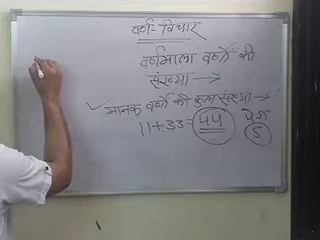 वर्ण-विचार
वर्णमाला वर्णों की
संख्या →
✓ मानक वर्णों की कुल संख्या →
11+33=44
5